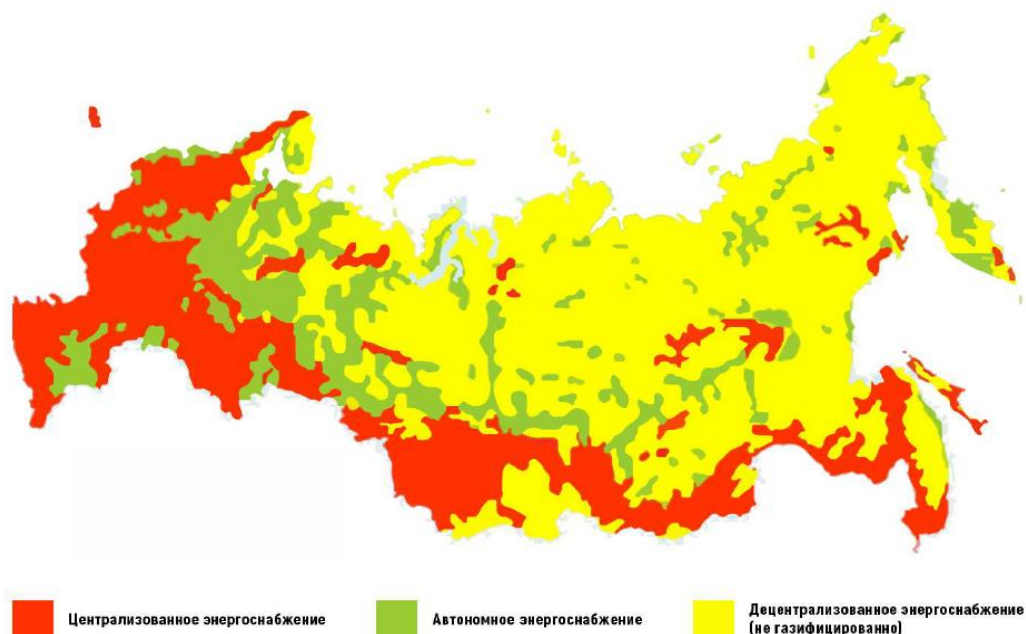 Централизованное энергоснабжение
Автономное энергоснабжение
Децентрализованное энергоснабжение
(не газифицированно)